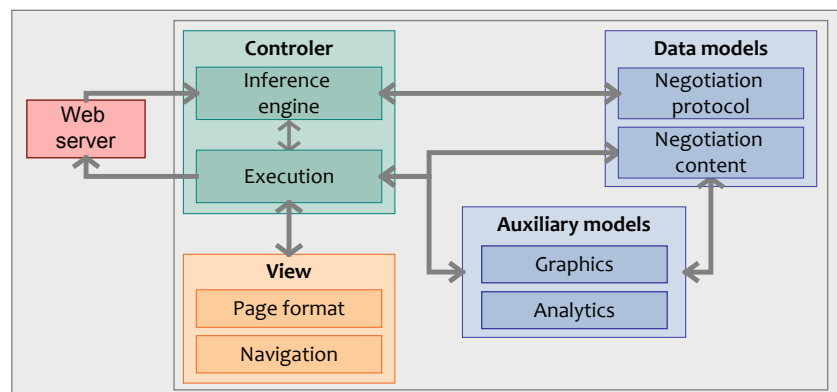 Controler
Inference
engine
Execution
Web
server
View
Page format
Navigation
Data models
Negotiation
protocol
Negotiation
content
Auxiliary models
Graphics
Analytics